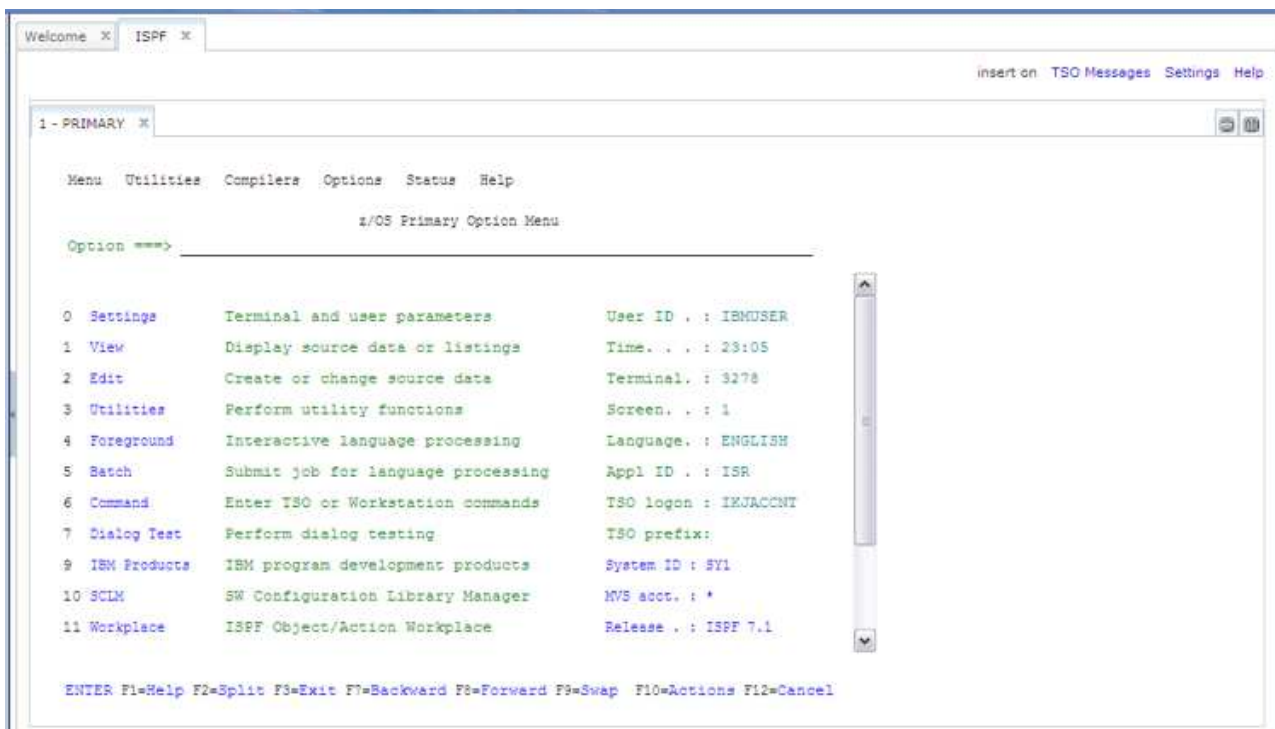 Welcome ISPF
insert on TSO Messages Settings Help
1 - PRIMARY
Menu Utilities Compilers Options Status Help
z/OS Primary Option Menu
Option ===>
0 Settings Terminal and user parameters User ID . : IBMUSER
1 View Display source data or listings Time. . . : 23:05
2 Edit Create or change source data Terminal. : 3278
3 Utilities Perform utility functions Screen. . : 1
4 Foreground Interactive language processing Language. : ENGLISH
5 Batch Submit job for language processing Appl ID . : ISR
6 Command Enter TSO or Workstation commands TSO logon : IKJACCNT
7 Dialog Test Perform dialog testing TSO prefix:
9 IBM Products IBM program development products System ID : SY1
10 SCLM SW Configuration Library Manager MVS acct. : *
11 Workplace ISPF Object/Action Workplace Release . : ISPF 7.1
ENTER F1=Help F2=Split F3=Exit F7=Backward F8=Forward F9=Swap F10=Actions F12=Cancel